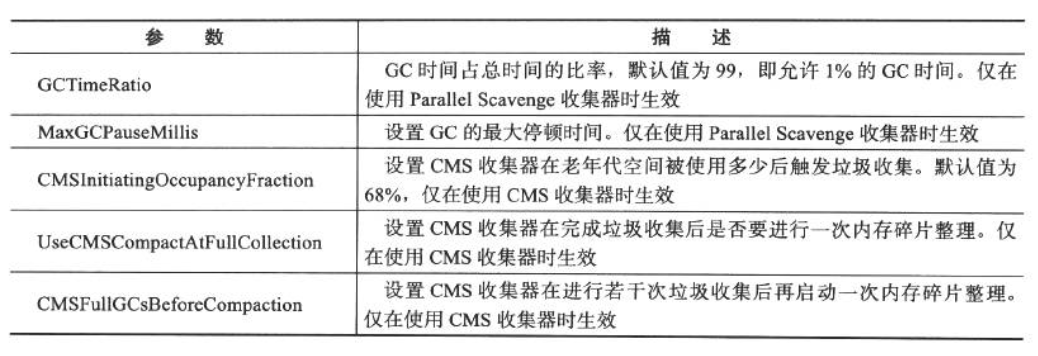 参 数 描 述
GCTimeRatio
GC 时间占总时间的比率，默认值为 99，即允许 1% 的 GC 时间。仅在
使用 Parallel Scavenge 收集器时生效
MaxGCPauseMillis
设置 GC 的最大停顿时间。仅在使用 Parallel Scavenge 收集器时生效
CMSInitiatingOccupancyFraction
设置 CMS 收集器在老年代空间被使用多少后触发垃圾收集。默认值为
68%，仅在使用 CMS 收集器时生效
UseCMSCompactAtFullCollection
设置 CMS 收集器在完成垃圾收集后是否要进行一次内存碎片整理。仅
在使用 CMS 收集器时生效
CMSFullGCsBeforeCompaction
设置 CMS 收集器在进行若干次垃圾收集后再启动一次内存碎片整理。
仅在使用 CMS 收集器时生效